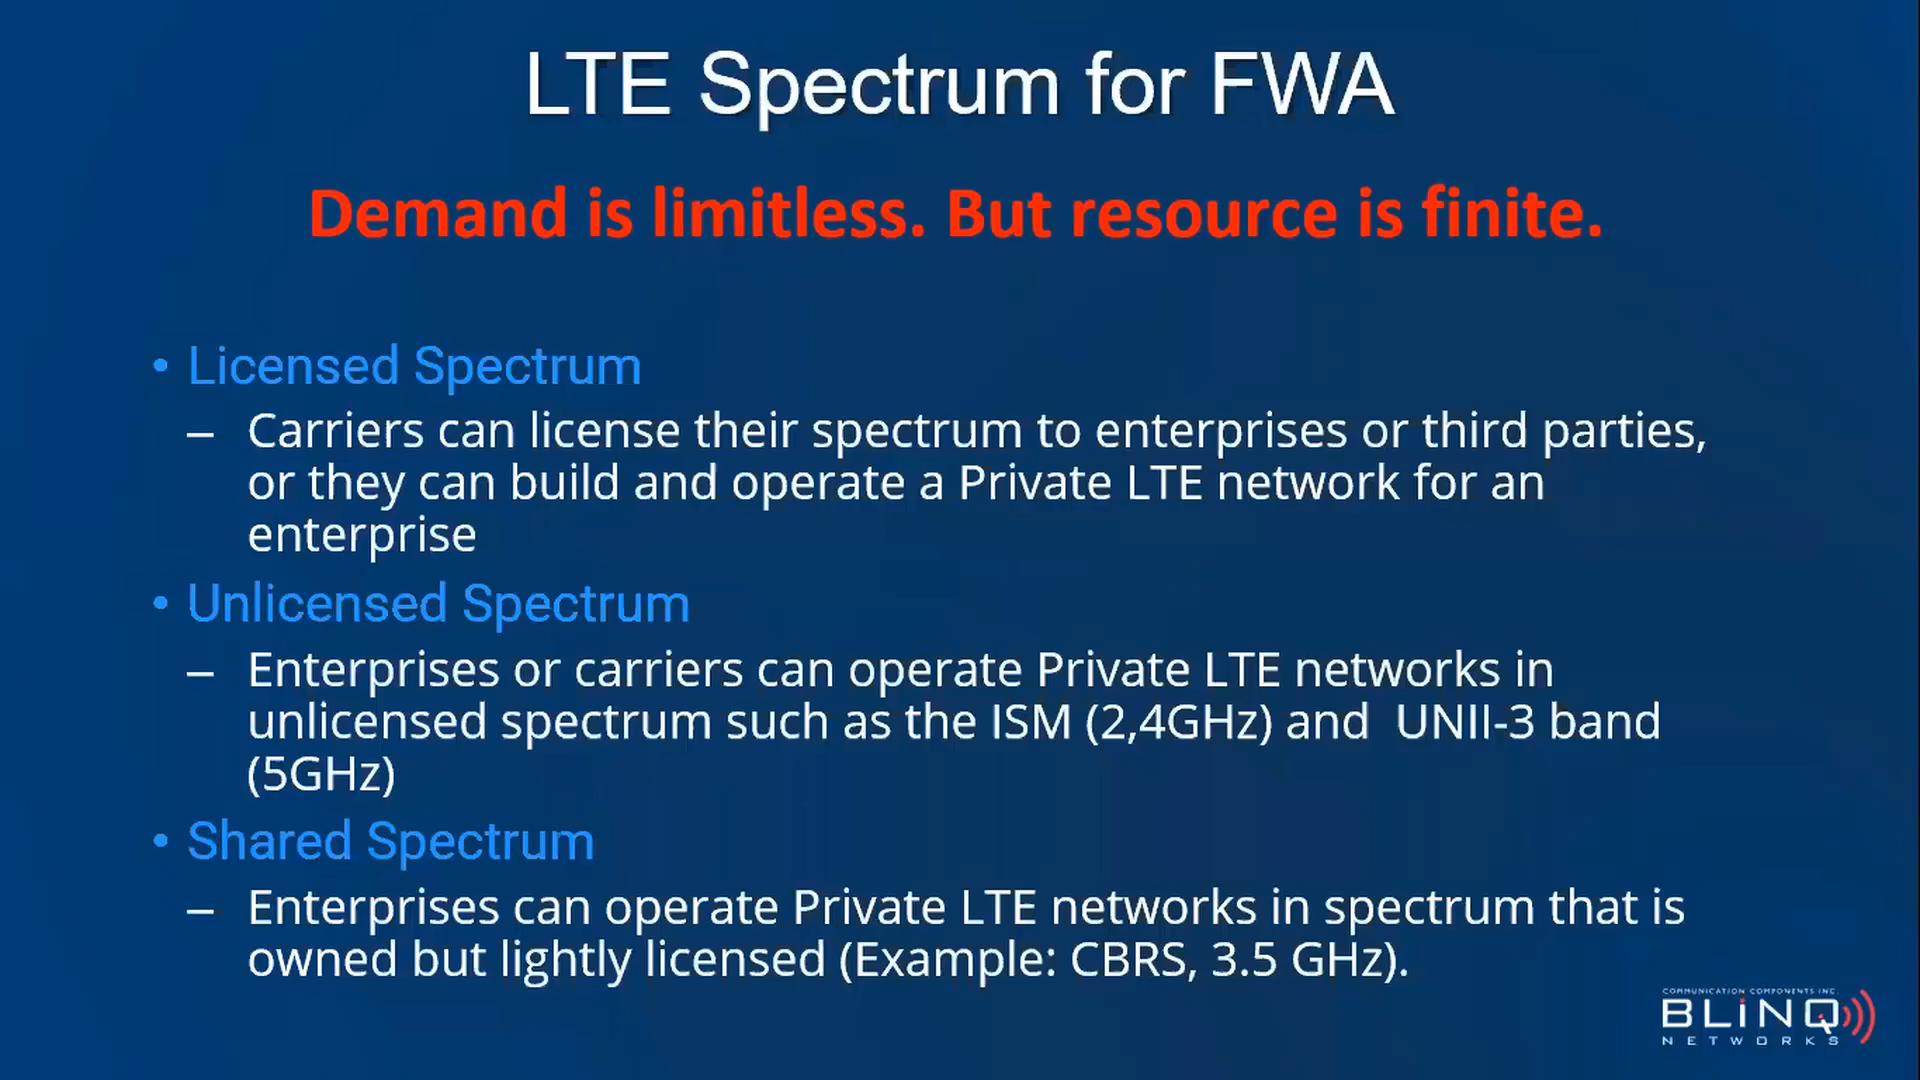 LTE Spectrum for FWA
Demand is limitless. But resource is finite.
• Licensed Spectrum
– Carriers can license their spectrum to enterprises or third parties,
or they can build and operate a Private LTE network for an
enterprise
• Unlicensed Spectrum
– Enterprises or carriers can operate Private LTE networks in
unlicensed spectrum such as the ISM (2,4GHz) and  UNII-3 band
(5GHz)
• Shared Spectrum
– Enterprises can operate Private LTE networks in spectrum that is
owned but lightly licensed (Example: CBRS, 3.5 GHz).
COMMUNICATION COMPONENTS INC.
BLiNQ
NETWORKS